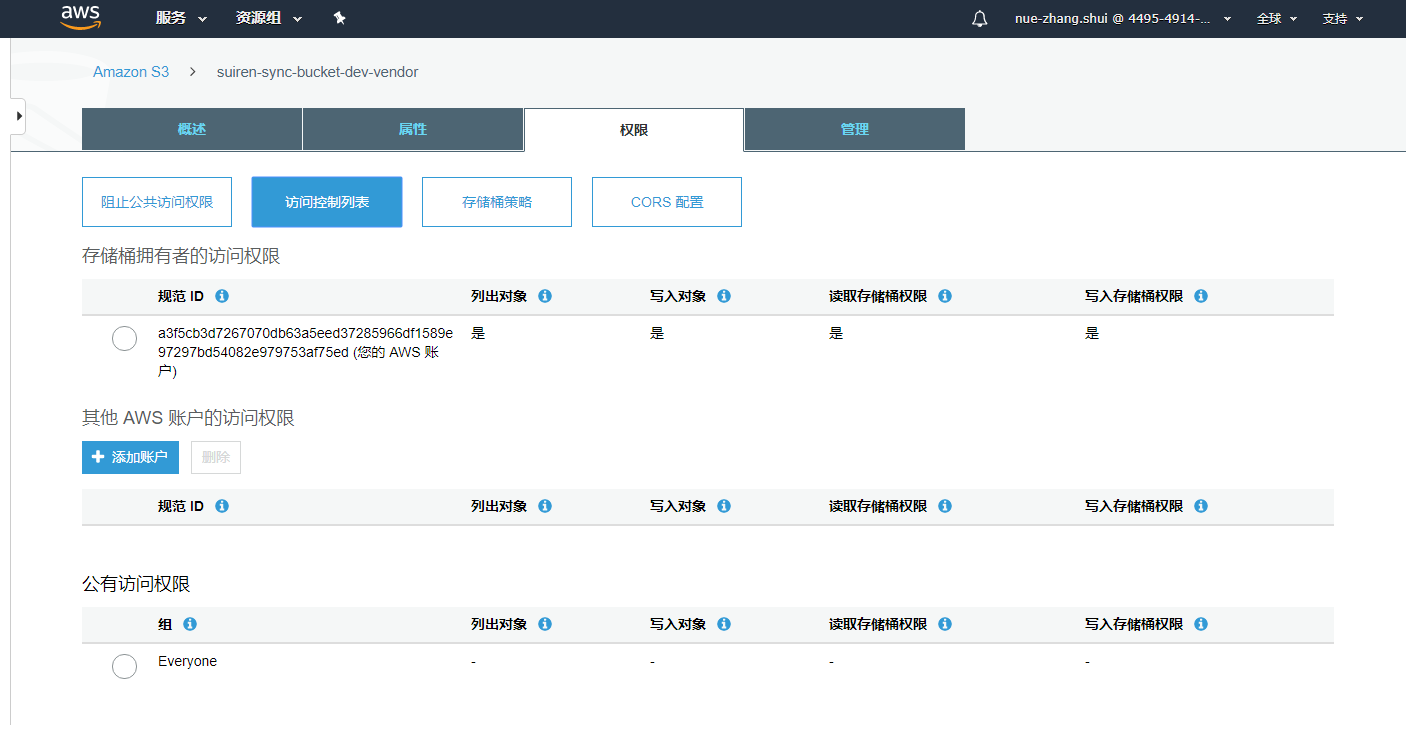 aws 服务 资源组 nue-zhang.shui @ 4495-4914-... 全球 支持
Amazon S3 > suiren-sync-bucket-dev-vendor
概述 属性 权限 管理
阻止公共访问权限 访问控制列表 存储桶策略 CORS 配置
存储桶拥有者的访问权限
规范 ID 列出对象 写入对象 读取存储桶权限 写入存储桶权限
a3f5cb3d7267070db63a5eed37285966df1589e 是 是 是 是
97297bd54082e979753af75ed (您的 AWS 账
户)
其他 AWS 账户的访问权限
添加账户 删除
规范 ID 列出对象 写入对象 读取存储桶权限 写入存储桶权限
公有访问权限
组 列出对象 写入对象 读取存储桶权限 写入存储桶权限
Everyone - - - -